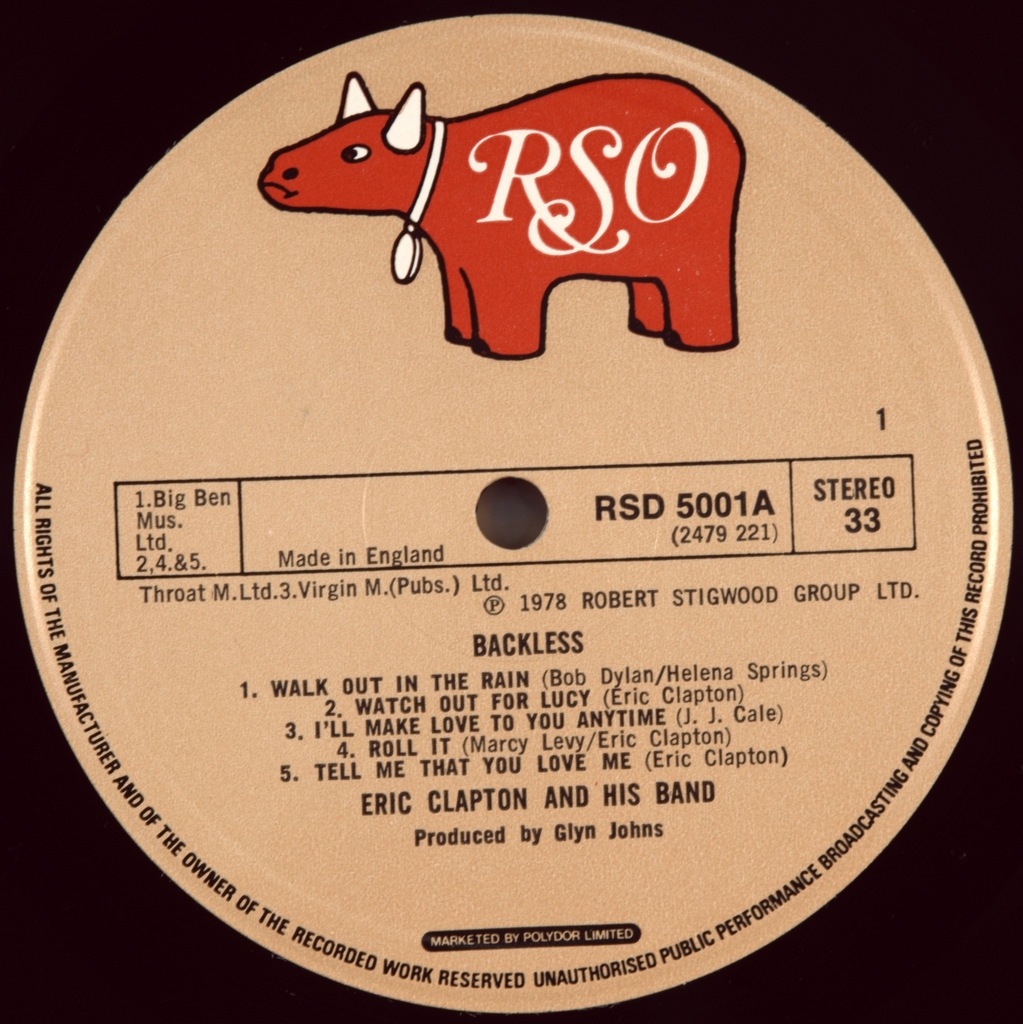 RSO
1
1.Big Ben
Mus.
Ltd.
2,4.&5.
Made in England
RSD 5001A
(2479 221)
STEREO
33
Throat M.Ltd.3.Virgin M.(Pubs.) Ltd.
℗ 1978 ROBERT STIGWOOD GROUP LTD.
BACKLESS
1. WALK OUT IN THE RAIN (Bob Dylan/Helena Springs)
2. WATCH OUT FOR LUCY (Eric Clapton)
3. I'LL MAKE LOVE TO YOU ANYTIME (J. J. Cale)
4. ROLL IT (Marcy Levy/Eric Clapton)
5. TELL ME THAT YOU LOVE ME (Eric Clapton)
ERIC CLAPTON AND HIS BAND
Produced by Glyn Johns
MARKETED BY POLYDOR LIMITED
ALL RIGHTS OF THE MANUFACTURER AND OF THE OWNER OF THE RECORDED WORK RESERVED UNAUTHORISED PUBLIC PERFORMANCE BROADCASTING AND COPYING OF THIS RECORD PROHIBITED